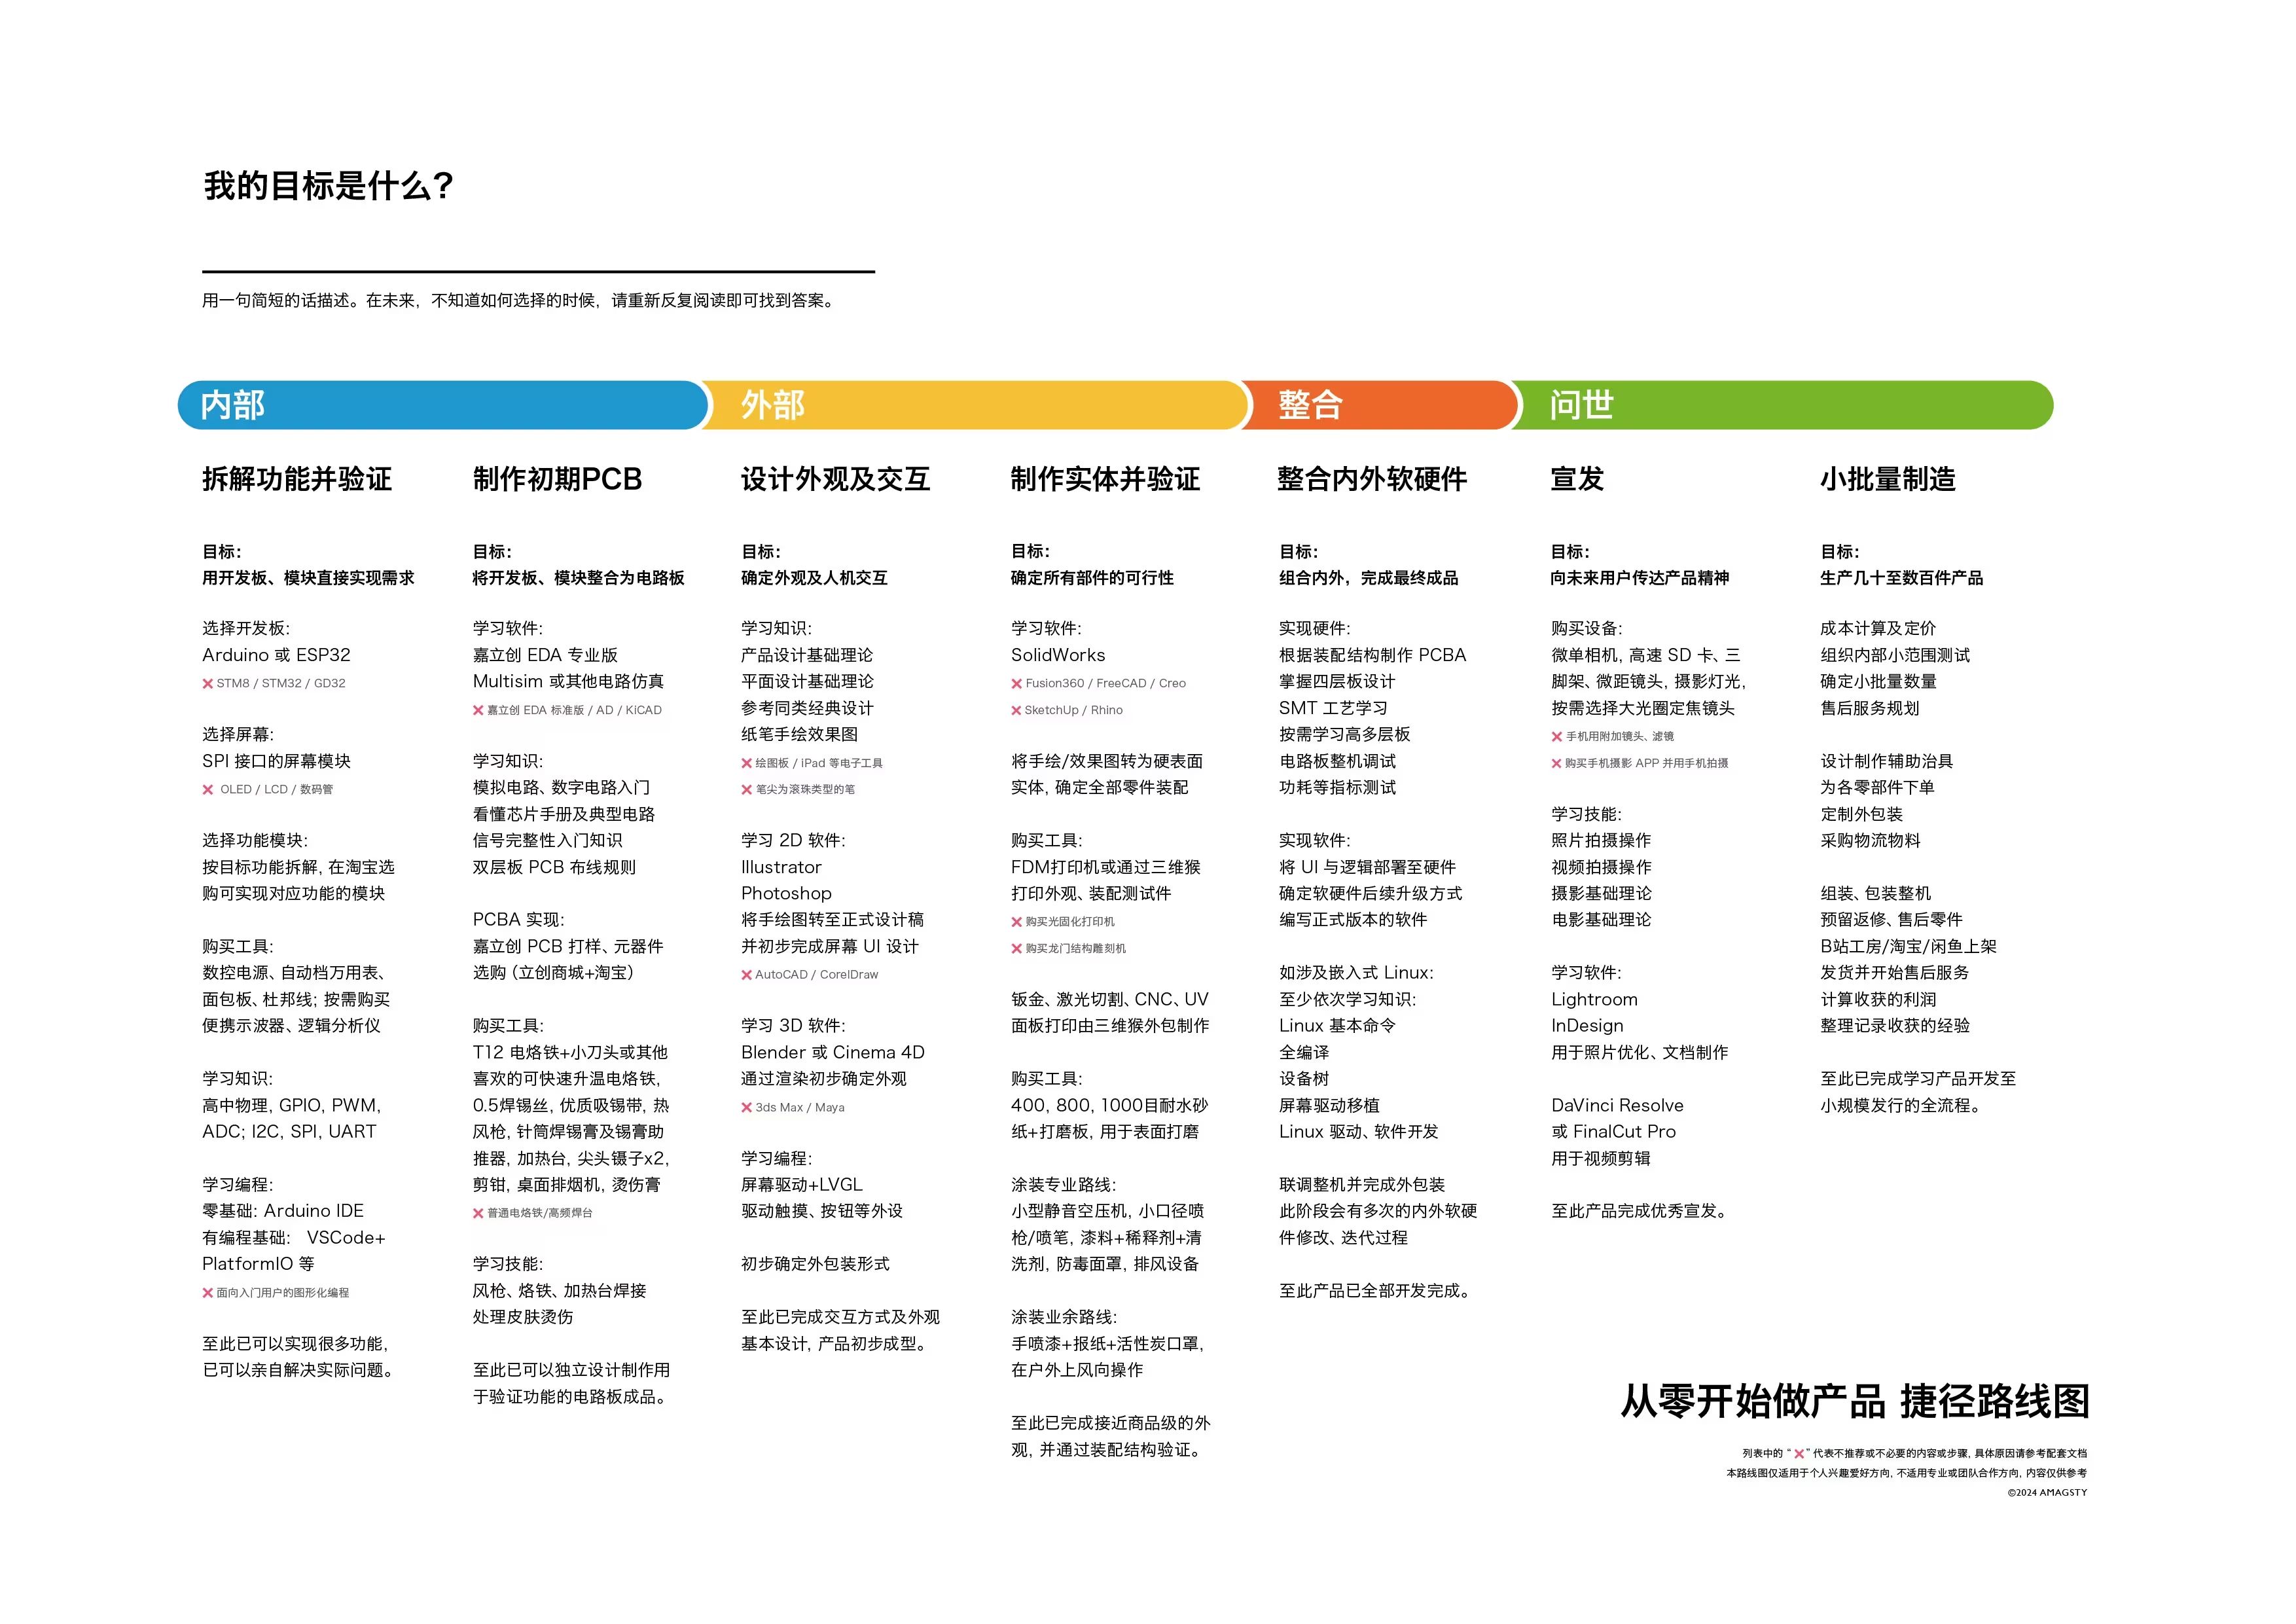 我的目标是什么?
用一句简短的话描述。在未来，不知道如何选择的时候，请重新反复阅读即可找到答案。
内部
外部
整合
问世
拆解功能并验证
目标：
用开发板、模块直接实现需求
选择开发板：
Arduino 或 ESP32
❌ STM8 / STM32 / GD32
选择屏幕：
SPI 接口的屏幕模块
❌ OLED / LCD / 数码管
选择功能模块：
按目标功能拆解, 在淘宝选
购可实现对应功能的模块
购买工具：
数控电源、自动档万用表、
面包板、杜邦线; 按需购买
便携示波器、逻辑分析仪
学习知识：
高中物理, GPIO, PWM,
ADC; I2C, SPI, UART
学习编程：
零基础: Arduino IDE
有编程基础: VSCode+
PlatformIO 等
❌ 面向入门用户的图形化编程
至此已可以实现很多功能,
已可以亲自解决实际问题。
制作初期PCB
目标：
将开发板、模块整合为电路板
学习软件：
嘉立创 EDA 专业版
Multisim 或其他电路仿真
❌ 嘉立创 EDA 标准版 / AD / KiCAD
学习知识：
模拟电路、数字电路入门
看懂芯片手册及典型电路
信号完整性入门知识
双层板 PCB 布线规则
PCBA 实现：
嘉立创 PCB 打样、元器件
选购（立创商城+淘宝）
购买工具：
T12 电烙铁+小刀头或其他
喜欢的可快速升温电烙铁,
0.5焊锡丝, 优质吸锡带, 热
风枪, 针筒焊锡膏及锡膏助
推器, 加热台, 尖头镊子x2,
剪钳, 桌面排烟机, 烫伤膏
❌ 普通电烙铁/高频焊台
学习技能：
风枪、烙铁、加热台焊接
处理皮肤烫伤
至此已可以独立设计制作用
于验证功能的电路板成品。
设计外观及交互
目标：
确定外观及人机交互
学习知识：
产品设计基础理论
平面设计基础理论
参考同类经典设计
纸笔手绘效果图
❌ 绘图板 / iPad 等电子工具
❌ 笔尖为滚珠类型的笔
学习 2D 软件：
Illustrator
Photoshop
将手绘图转至正式设计稿
并初步完成屏幕 UI 设计
❌ AutoCAD / CorelDraw
学习 3D 软件：
Blender 或 Cinema 4D
通过渲染初步确定外观
❌ 3ds Max / Maya
学习编程：
屏幕驱动+LVGL
驱动触摸、按钮等外设
初步确定外包装形式
至此已完成交互方式及外观
基本设计, 产品初步成型。
制作实体并验证
目标：
确定所有部件的可行性
学习软件：
SolidWorks
❌ Fusion360 / FreeCAD / Creo
❌ SketchUp / Rhino
将手绘/效果图转为硬表面
实体, 确定全部零件装配
购买工具：
FDM打印机或通过三维猴
打印外观、装配测试件
❌ 购买光固化打印机
❌ 购买龙门结构雕刻机
钣金、激光切割、CNC、UV
面板打印由三维猴外包制作
购买工具：
400, 800, 1000目耐水砂
纸+打磨板, 用于表面打磨
涂装专业路线：
小型静音空压机, 小口径喷
枪/喷笔, 漆料+稀释剂+清
洗剂, 防毒面罩, 排风设备
涂装业余路线：
手喷漆+报纸+活性炭口罩,
在户外上风向操作
至此已完成接近商品级的外
观, 并通过装配结构验证。
整合内外软硬件
目标：
组合内外，完成最终成品
实现硬件：
根据装配结构制作 PCBA
掌握四层板设计
SMT 工艺学习
按需学习高多层板
电路板整机调试
功耗等指标测试
实现软件：
将 UI 与逻辑部署至硬件
确定软硬件后续升级方式
编写正式版本的软件
如涉及嵌入式 Linux：
至少依次学习知识：
Linux 基本命令
全编译
设备树
屏幕驱动移植
Linux 驱动、软件开发
联调整机并完成外包装
此阶段会有多次的内外软硬
件修改、迭代过程
至此产品已全部开发完成。
宣发
目标：
向未来用户传达产品精神
购买设备：
微单相机, 高速 SD 卡、三
脚架、微距镜头, 摄影灯光,
按需选择大光圈定焦镜头
❌ 手机用附加镜头、滤镜
❌ 购买手机摄影 APP 并用手机拍摄
学习技能：
照片拍摄操作
视频拍摄操作
摄影基础理论
电影基础理论
学习软件：
Lightroom
InDesign
用于照片优化、文档制作
DaVinci Resolve
或 FinalCut Pro
用于视频剪辑
至此产品完成优秀宣发。
小批量制造
目标：
生产几十至数百件产品
成本计算及定价
组织内部小范围测试
确定小批量数量
售后服务规划
设计制作辅助治具
为各零部件下单
定制外包装
采购物流物料
组装、包装整机
预留返修、售后零件
B站工房/淘宝/闲鱼上架
发货并开始售后服务
计算收获的利润
整理记录收获的经验
至此已完成学习产品开发至
小规模发行的全流程。
从零开始做产品 捷径路线图
列表中的 “ ❌ ” 代表不推荐或不必要的内容或步骤, 具体原因请参考配套文档
本路线图仅适用于个人兴趣爱好方向, 不适用专业或团队合作方向, 内容仅供参考
©2024 AMAGSTY